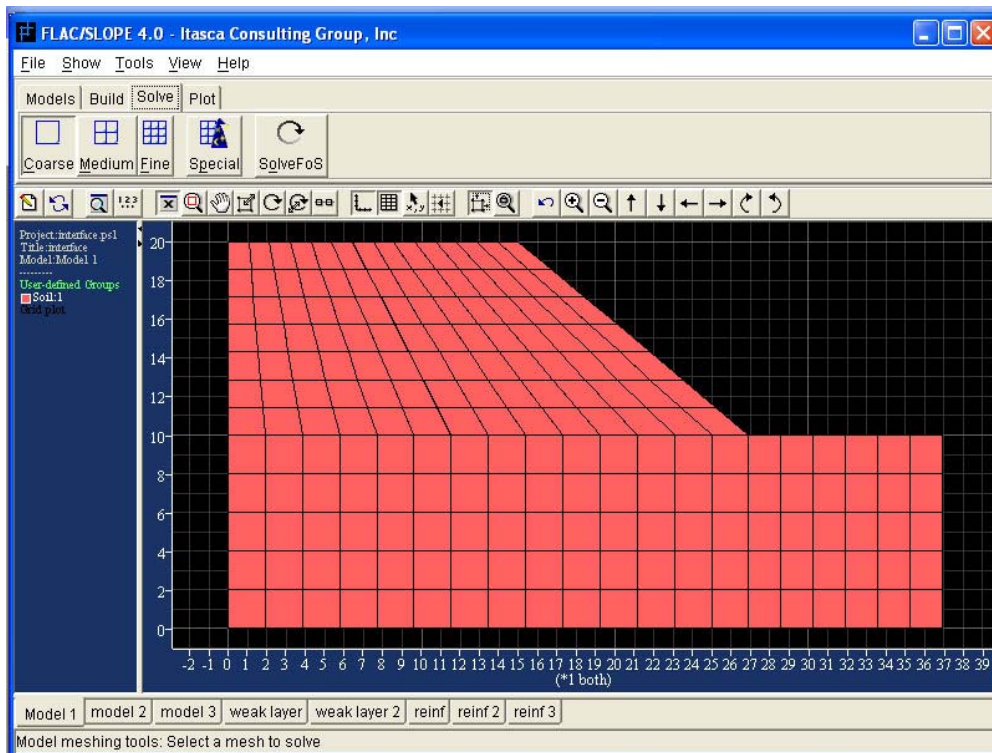 FLAC/SLOPE 4.0 - Itasca Consulting Group, Inc
File Show Tools View Help
Models Build Solve Plot
Coarse Medium Fine Special SolveFoS
1.2.3
Project:interface.ps1
Title:interface
Model:Model 1
----------
User-defined Groups
Soil:1
Grid plot
20
18
16
14
12
10
8
6
4
2
0
-2 -1 0 1 2 3 4 5 6 7 8 9 10 11 12 13 14 15 16 17 18 19 20 21 22 23 24 25 26 27 28 29 30 31 32 33 34 35 36 37 38 39
(*1 both)
Model 1 model 2 model 3 weak layer weak layer 2 reinf reinf 2 reinf 3
Model meshing tools: Select a mesh to solve